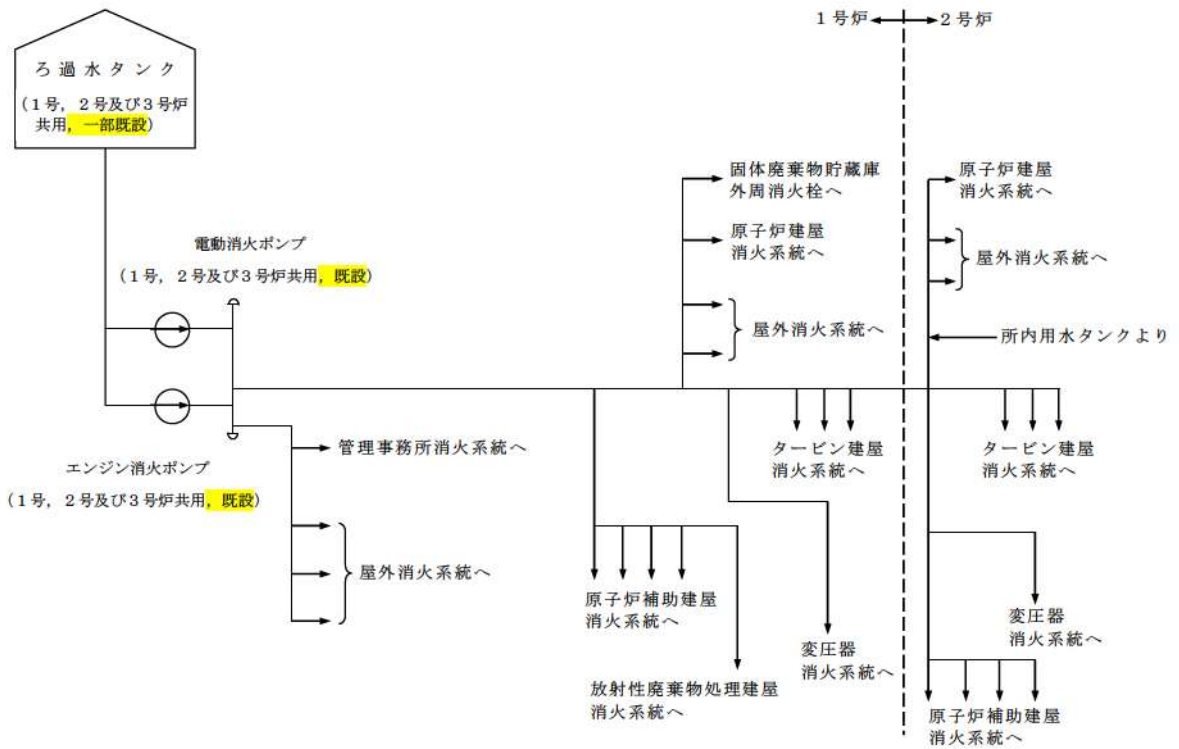 1号炉 2号炉
ろ過水タンク
(1号,2号及び3号炉
共用,一部既設)
電動消火ポンプ
(1号,2号及び3号炉共用,既設)
エンジン消火ポンプ
(1号,2号及び3号炉共用,既設)
管理事務所消火系統へ
屋外消火系統へ
固体廃棄物貯蔵庫
外周消火栓へ
原子炉建屋
消火系統へ
屋外消火系統へ
タービン建屋
消火系統へ
原子炉補助建屋
消火系統へ
放射性廃棄物処理建屋
消火系統へ
変圧器
消火系統へ
原子炉建屋
消火系統へ
屋外消火系統へ
所内用水タンクより
タービン建屋
消火系統へ
変圧器
消火系統へ
原子炉補助建屋
消火系統へ